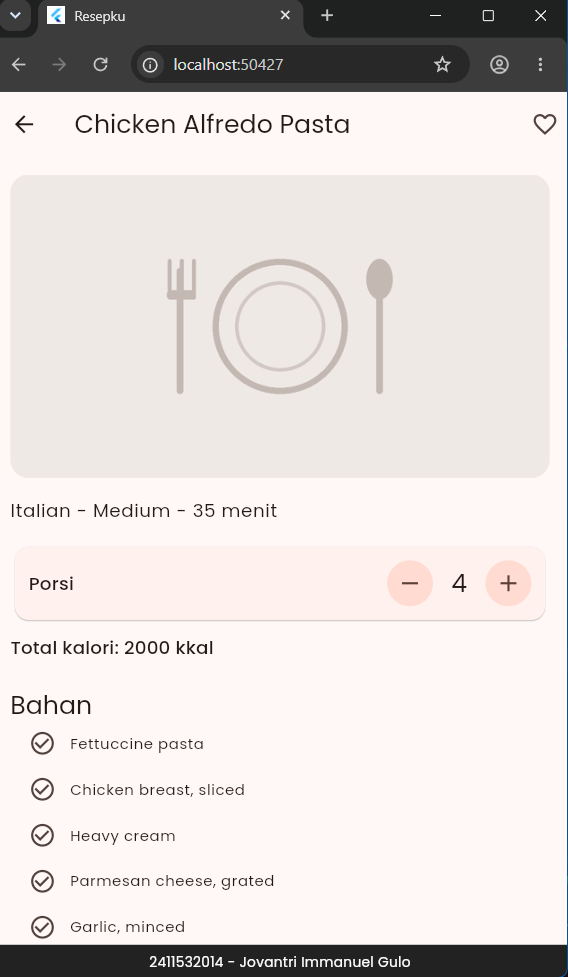 Resepku
localhost:50427
Chicken Alfredo Pasta
Italian - Medium - 35 menit
Porsi
4
Total kalori: 2000 kkal
Bahan
Fettuccine pasta
Chicken breast, sliced
Heavy cream
Parmesan cheese, grated
Garlic, minced
2411532014 - Jovantri Immanuel Gulo